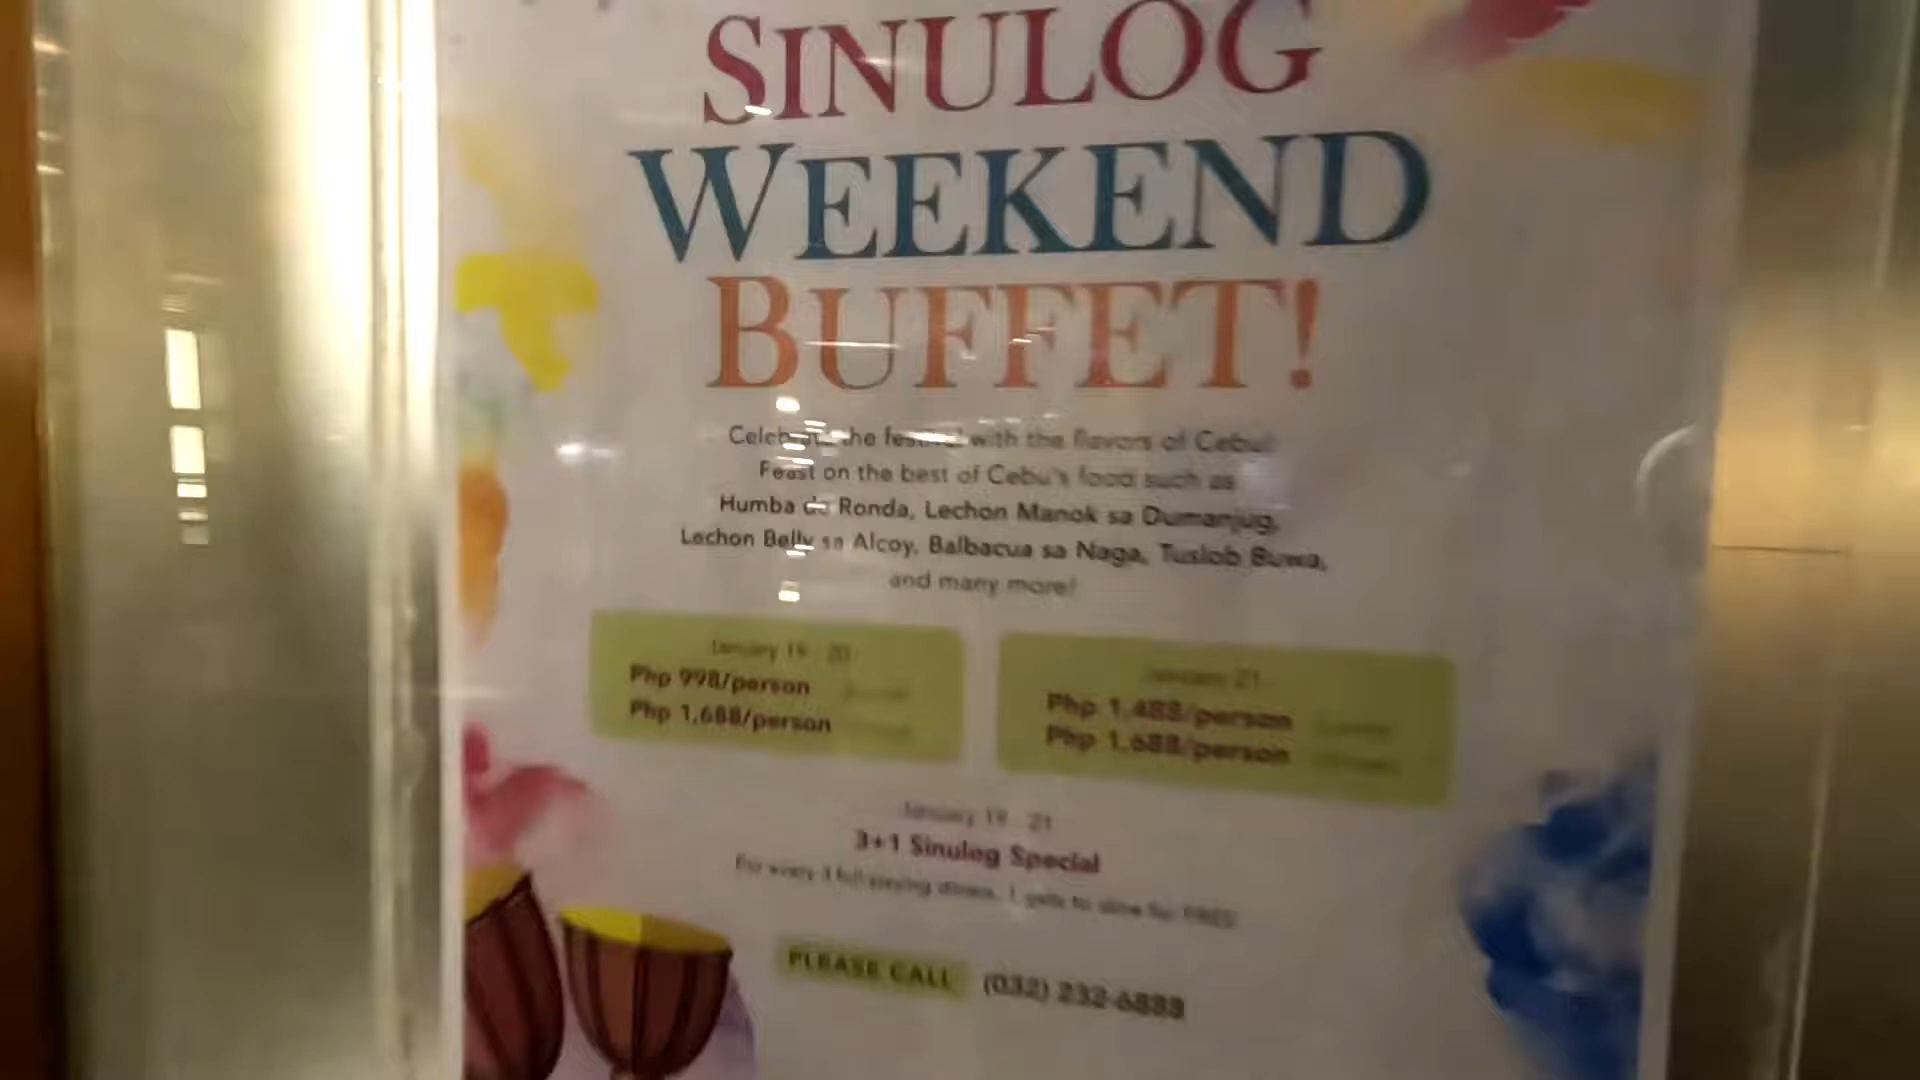 SINULOG
WEEKEND
BUFFET!
Celebrate the festival with the flavors of Cebu!
Feast on the best of Cebu's food such as
Humba de Ronda, Lechon Manok sa Dumanjug,
Lechon Belly sa Alcoy, Balbacua sa Naga, Tuslob Buwa,
and many more!
January 19 - 20
Php 998/person
Php 1,688/person
January 21
Php 1,488/person
Php 1,688/person
January 19 - 21
3+1 Sinulog Special
For every 3 full-paying diners, 1 gets to dine for FREE
PLEASE CALL (032) 232-6888